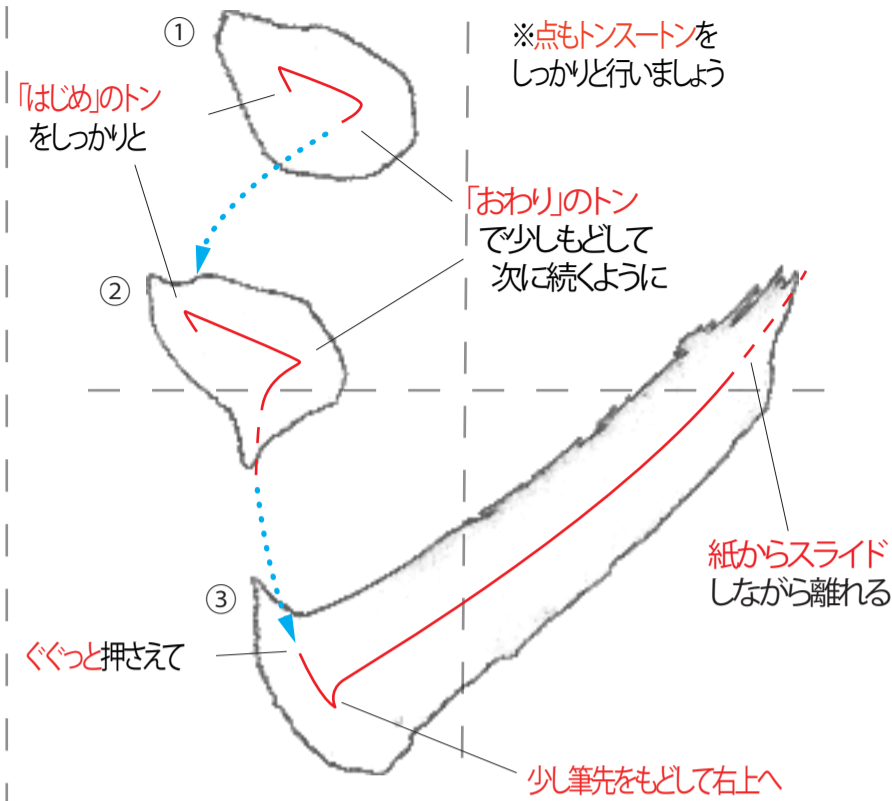 ①
※点もトンスートンを
しっかりと行いましょう
「はじめ」のトン
をしっかりと
「おわり」のトン
で少しもどして
次に続くように
②
紙からスライド
しながら離れる
③
ぐぐっと押さえて
少し筆先をもどして右上へ